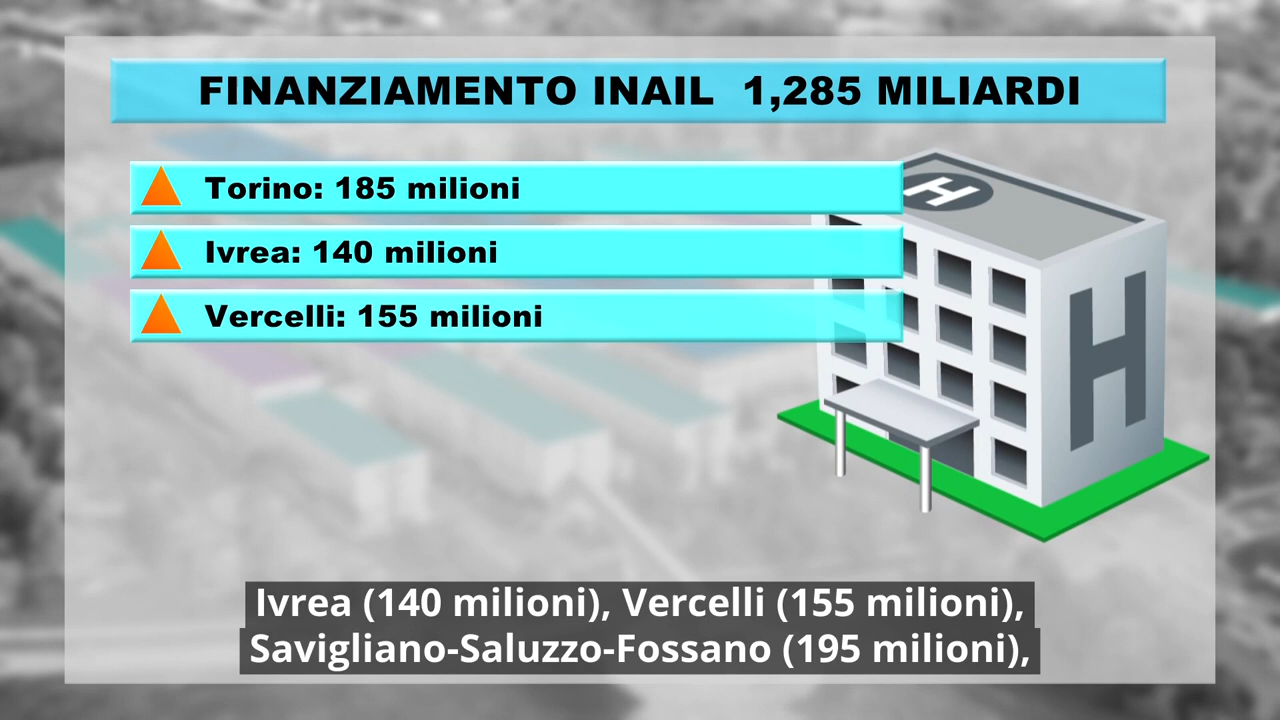 FINANZIAMENTO INAIL 1,285 MILIARDI
Torino: 185 milioni
Ivrea: 140 milioni
Vercelli: 155 milioni
H
H
Ivrea (140 milioni), Vercelli (155 milioni),
Savigliano-Saluzzo-Fossano (195 milioni),